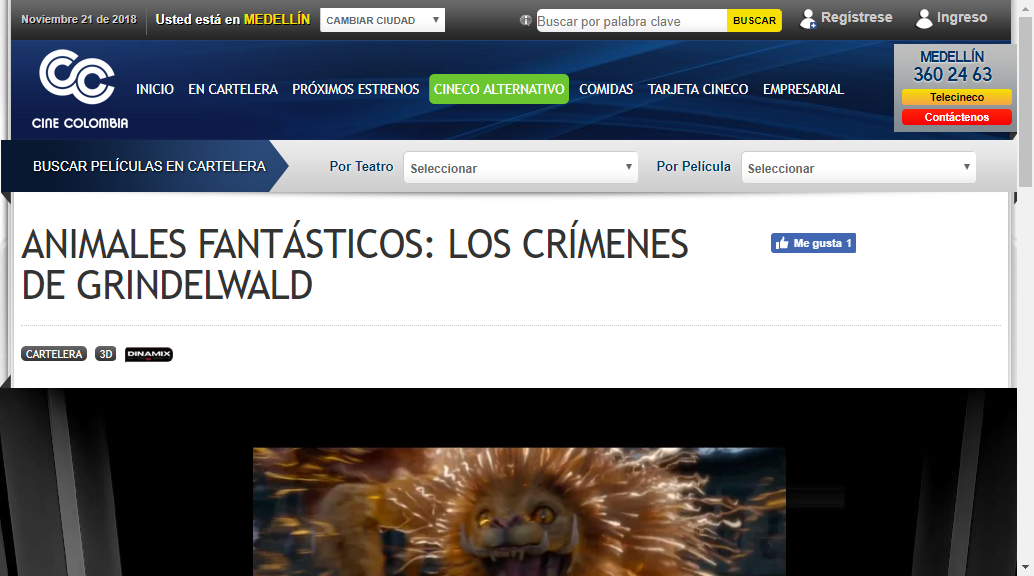 Noviembre 21 de 2018
Usted está en MEDELLÍN
CAMBIAR CIUDAD
Buscar por palabra clave
BUSCAR
Regístrese
Ingreso
CINE COLOMBIA
INICIO
EN CARTELERA
PRÓXIMOS ESTRENOS
CINECO ALTERNATIVO
COMIDAS
TARJETA CINECO
EMPRESARIAL
MEDELLÍN
360 24 63
Telecineco
Contáctenos
BUSCAR PELÍCULAS EN CARTELERA
Por Teatro
Seleccionar
Por Película
Seleccionar
ANIMALES FANTÁSTICOS: LOS CRÍMENES
DE GRINDELWALD
Me gusta 1
CARTELERA
3D
DINAMIX